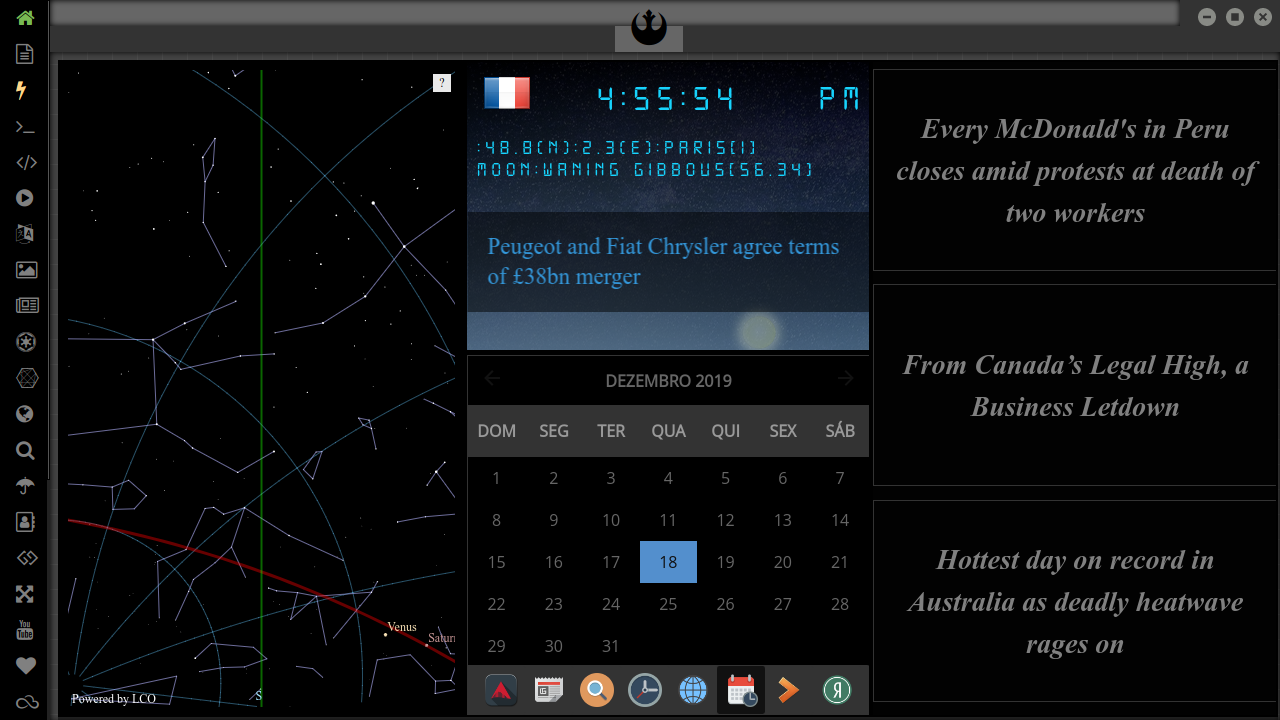 ?
Venus
Saturn
Powered by LCO
S
4:55:54 PM
:48.8(N):2.3(E):PARIS(1)
MOON:WANING GIBBOUS(56.34)
Peugeot and Fiat Chrysler agree terms
of £38bn merger
DEZEMBRO 2019
DOM SEG TER QUA QUI SEX SÁB
1 2 3 4 5 6 7
8 9 10 11 12 13 14
15 16 17 18 19 20 21
22 23 24 25 26 27 28
29 30 31
Every McDonald's in Peru
closes amid protests at death of
two workers
From Canada’s Legal High, a
Business Letdown
Hottest day on record in
Australia as deadly heatwave
rages on
You
Tube
Я